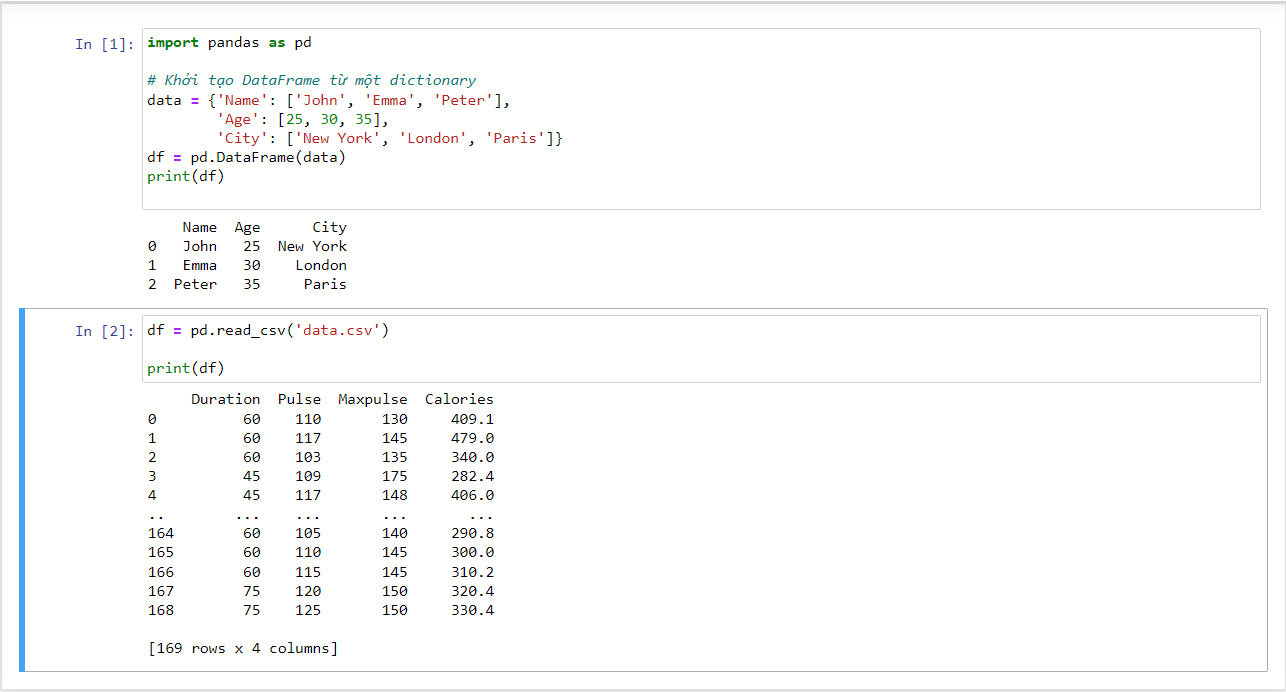 In [1]: import pandas as pd
# Khởi tạo DataFrame từ một dictionary
data = {'Name': ['John', 'Emma', 'Peter'],
        'Age': [25, 30, 35],
        'City': ['New York', 'London', 'Paris']}
df = pd.DataFrame(data)
print(df)
    Name  Age      City
0   John   25  New York
1   Emma   30    London
2  Peter   35     Paris
In [2]: df = pd.read_csv('data.csv')
print(df)
     Duration  Pulse  Maxpulse  Calories
0          60    110       130     409.1
1          60    117       145     479.0
2          60    103       135     340.0
3          45    109       175     282.4
4          45    117       148     406.0
..        ...    ...       ...       ...
164        60    105       140     290.8
165        60    110       145     300.0
166        60    115       145     310.2
167        75    120       150     320.4
168        75    125       150     330.4
[169 rows x 4 columns]